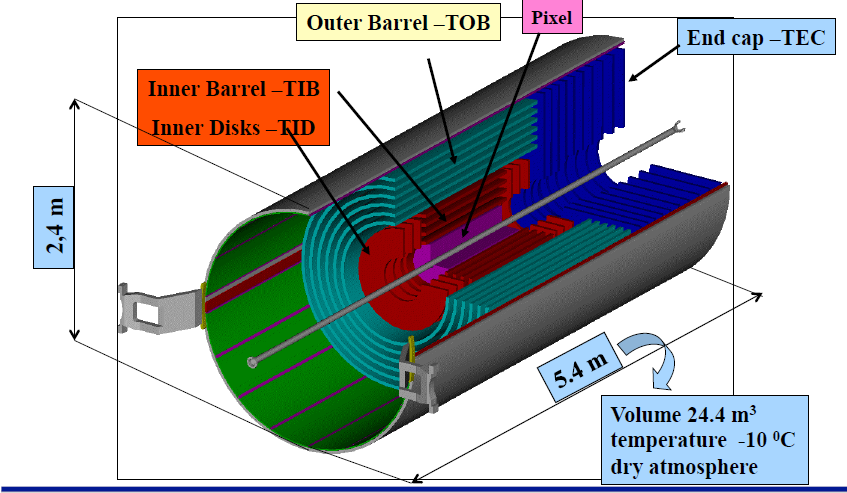 Outer Barrel –TOB
Pixel
End cap –TEC
Inner Barrel –TIB
Inner Disks –TID
2,4 m
5.4 m
Volume 24.4 m³
temperature -10 ⁰C
dry atmosphere